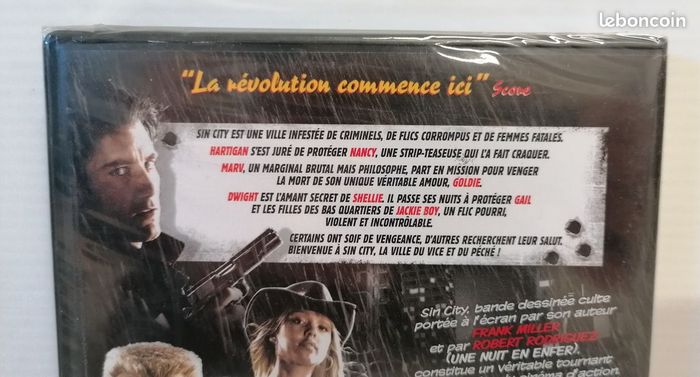 leboncoin
"La révolution commence ici" Score
SIN CITY EST UNE VILLE INFESTÉE DE CRIMINELS, DE FLICS CORROMPUS ET DE FEMMES FATALES.
HARTIGAN S'EST JURÉ DE PROTÉGER NANCY, UNE STRIP-TEASEUSE QUI L'A FAIT CRAQUER.
MARV, UN MARGINAL BRUTAL MAIS PHILOSOPHE, PART EN MISSION POUR VENGER
LA MORT DE SON UNIQUE VÉRITABLE AMOUR, GOLDIE.
DWIGHT EST L'AMANT SECRET DE SHELLIE. IL PASSE SES NUITS À PROTÉGER GAIL
ET LES FILLES DES BAS QUARTIERS DE JACKIE BOY, UN FLIC POURRI,
VIOLENT ET INCONTRÔLABLE.
CERTAINS ONT SOIF DE VENGEANCE, D'AUTRES RECHERCHENT LEUR SALUT.
BIENVENUE À SIN CITY, LA VILLE DU VICE ET DU PÉCHÉ !
Sin City, bande dessinée culte
portée à l'écran par son auteur
FRANK MILLER
et par ROBERT RODRIGUEZ
(UNE NUIT EN ENFER)
constitue un véritable tournant
cinéma d'action.